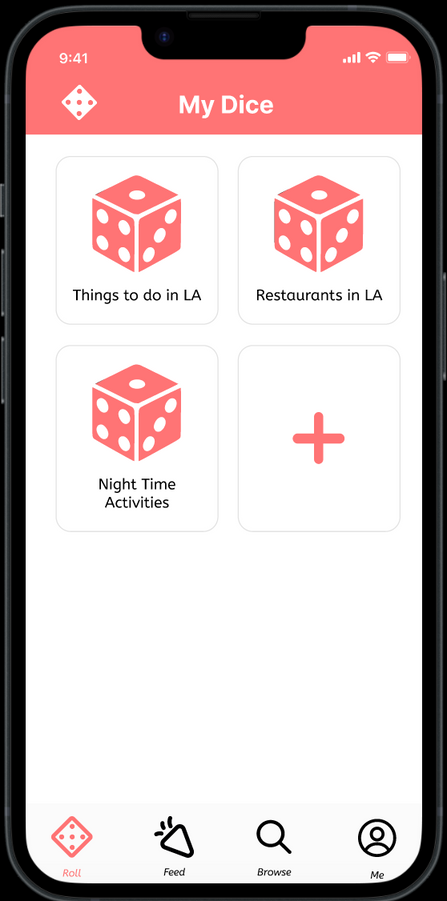 9:41
My Dice
Things to do in LA
Restaurants in LA
Night Time
Activities
Roll
Feed
Browse
Me